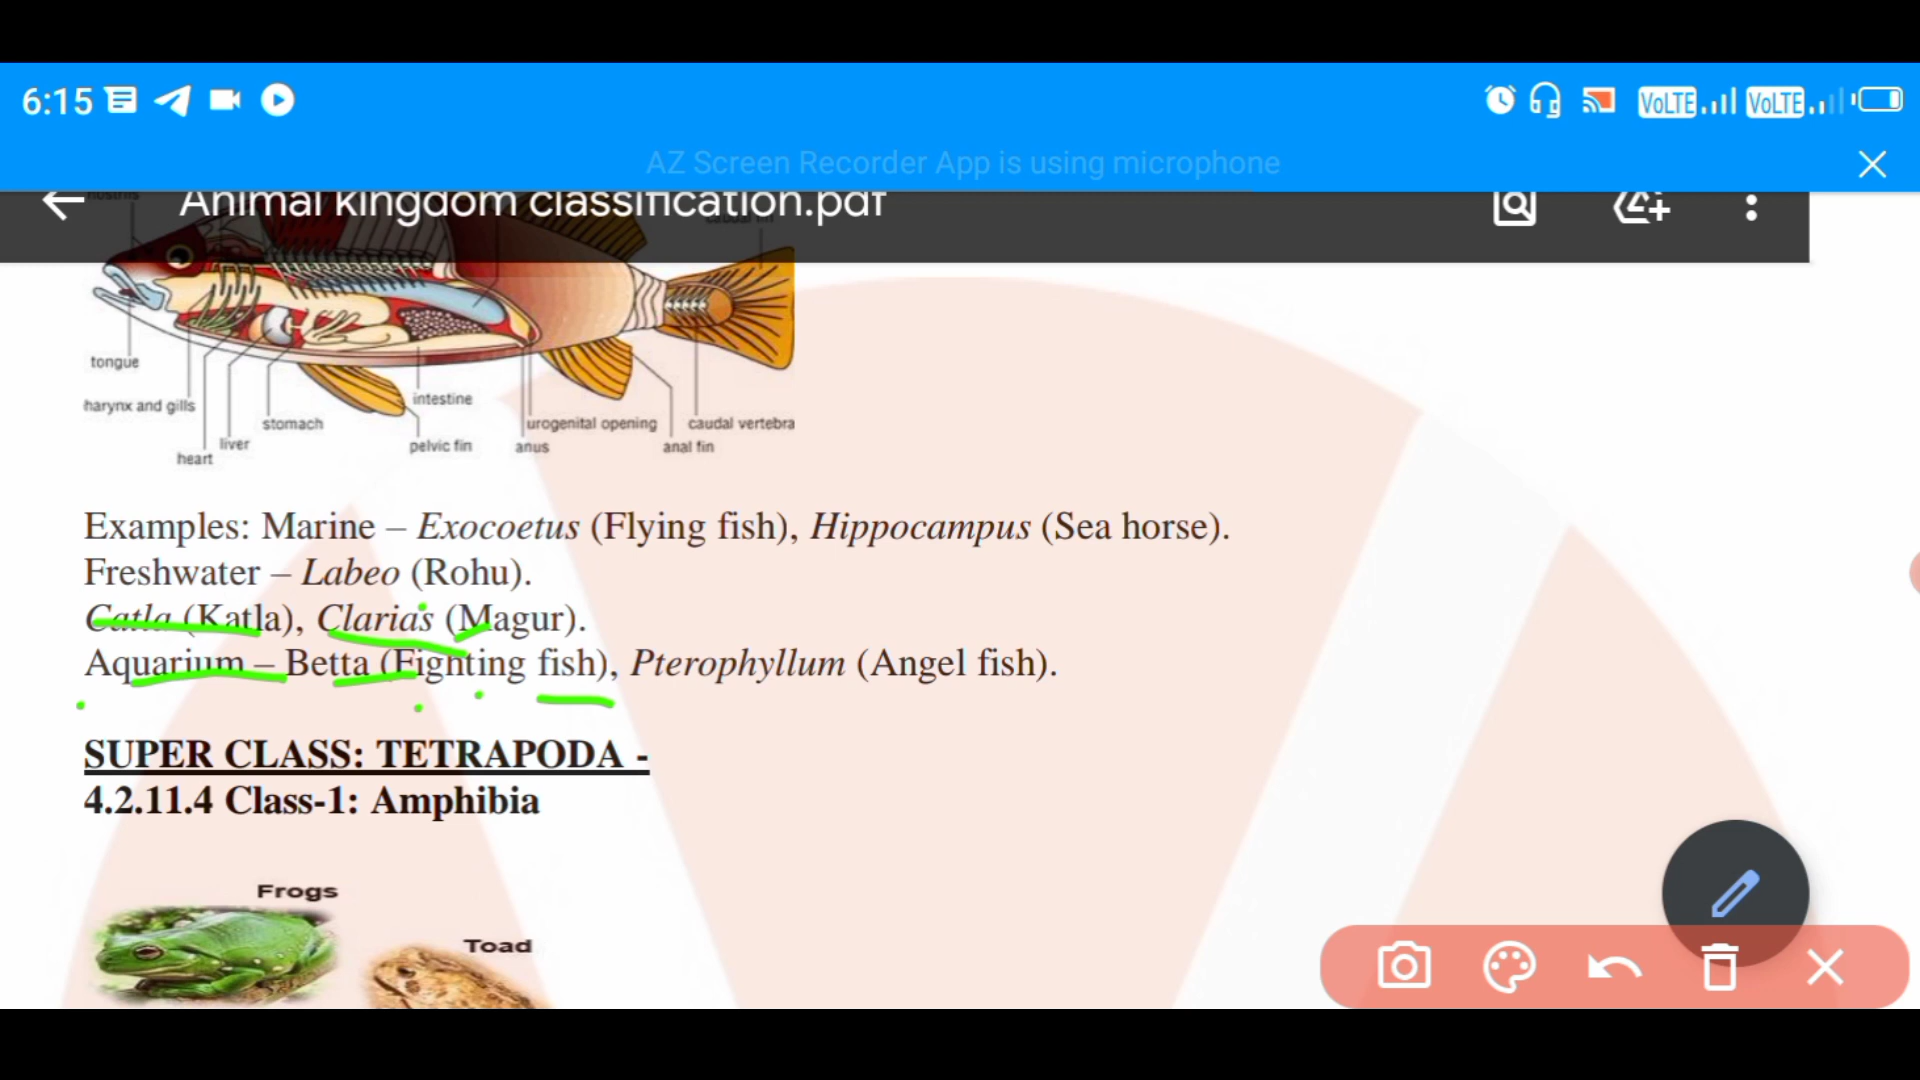 6:15 VoLTE VoLTE
AZ Screen Recorder App is using microphone
Animal kingdom classification.pdf
nostrils
tongue
harynx and gills
heart
liver
stomach
intestine
pelvic fin
urogenital opening
anus
caudal vertebra
anal fin
Examples: Marine – Exocoetus (Flying fish), Hippocampus (Sea horse).
Freshwater – Labeo (Rohu).
Catla (Katla), Clarias (Magur).
Aquarium – Betta (Fighting fish), Pterophyllum (Angel fish).
SUPER CLASS: TETRAPODA -
4.2.11.4 Class-1: Amphibia
Frogs
Toad